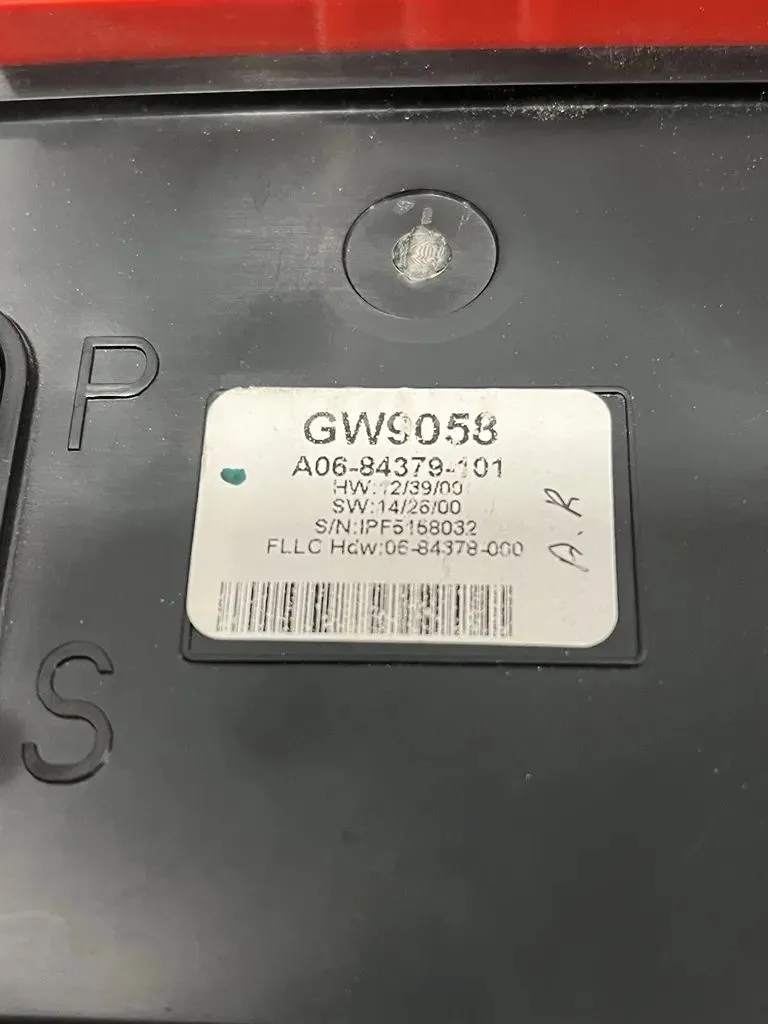 P
GW9058
A06-84379-101
HW:12/39/00
SW:14/26/00
S/N:IPF5158032
FLLC Hdw:06-84378-000
A.R
S